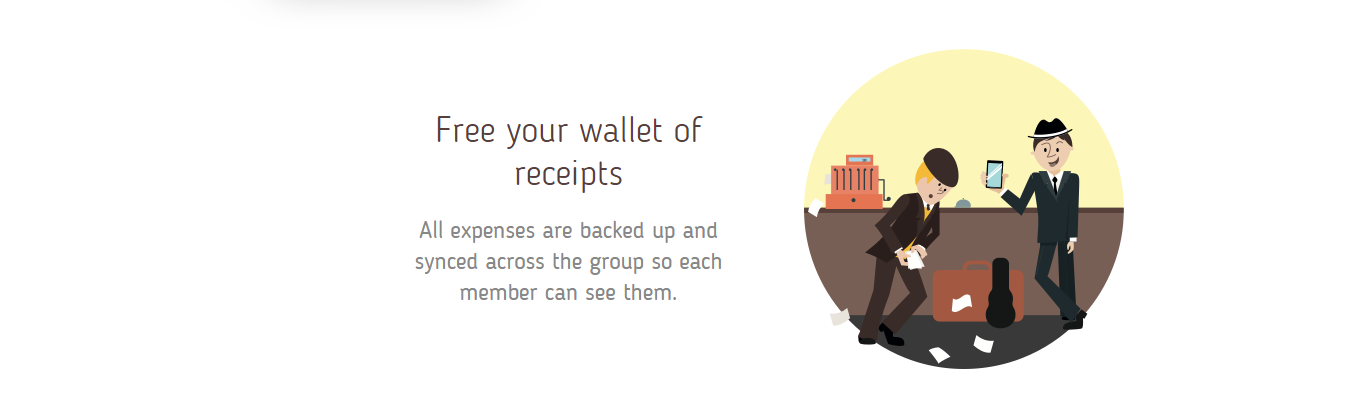 Free your wallet of
receipts
All expenses are backed up and
synced across the group so each
member can see them.